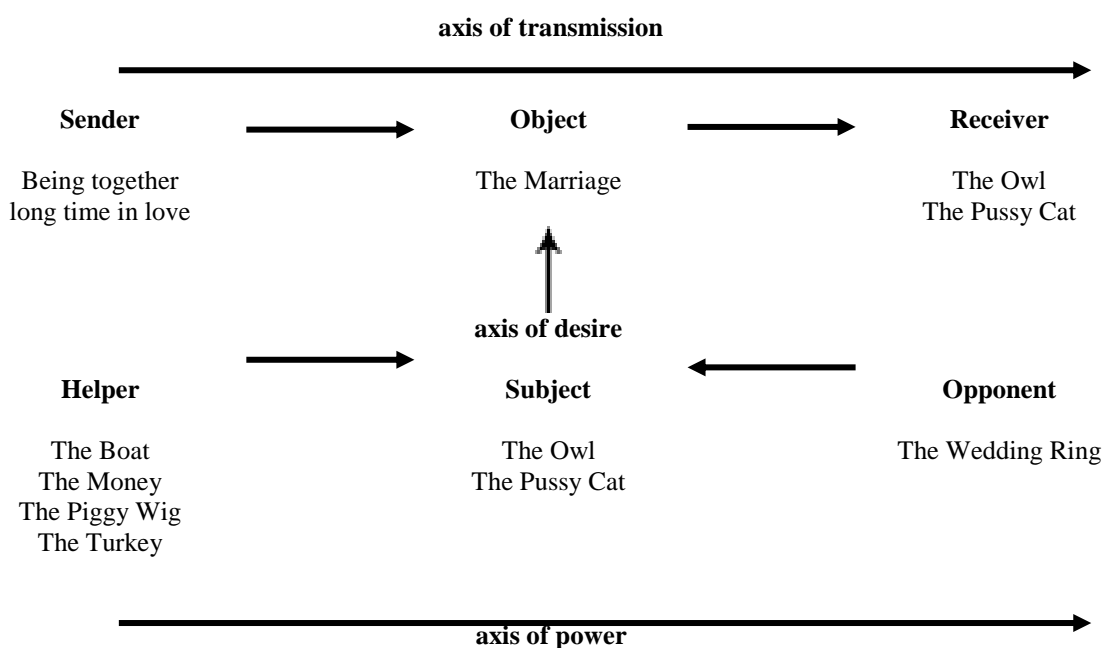 axis of transmission
Sender
Object
Receiver
Being together
long time in love
The Marriage
The Owl
The Pussy Cat
axis of desire
Helper
Subject
Opponent
The Boat
The Money
The Piggy Wig
The Turkey
The Owl
The Pussy Cat
The Wedding Ring
axis of power